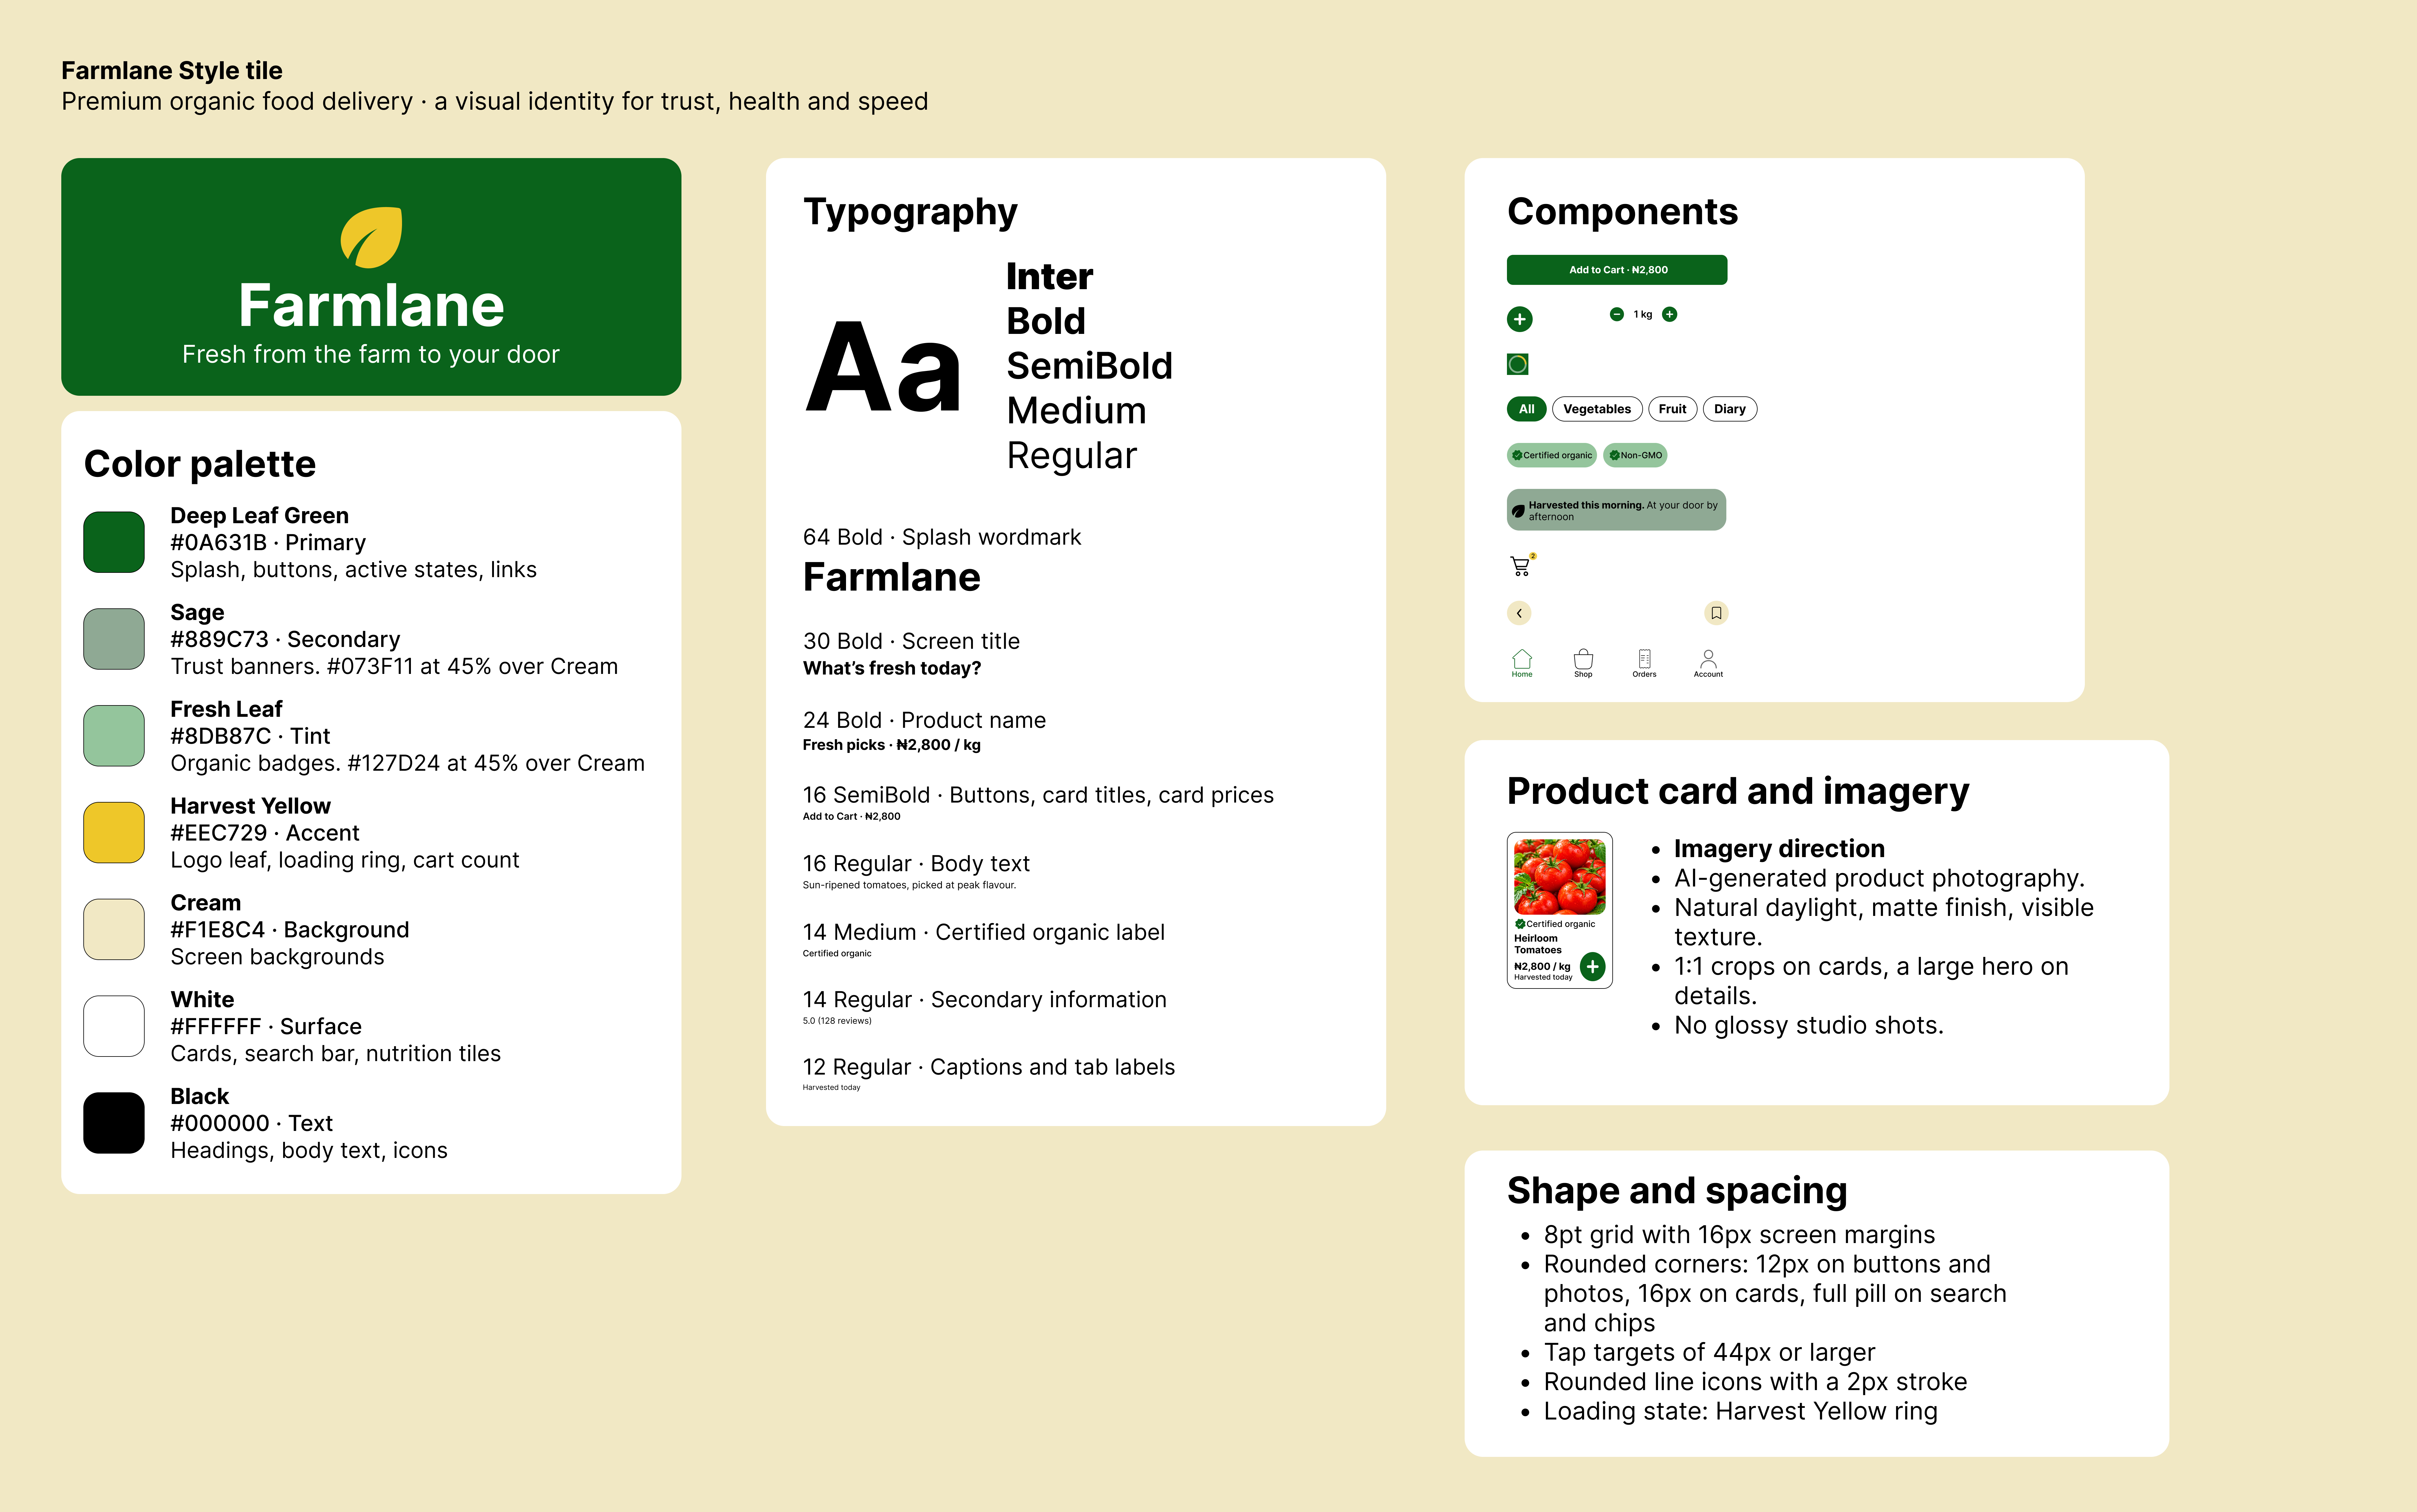 Farmlane Style tile
Premium organic food delivery · a visual identity for trust, health and speed
Farmlane
Fresh from the farm to your door
Color palette
Deep Leaf Green
#0A631B · Primary
Splash, buttons, active states, links
Sage
#889C73 · Secondary
Trust banners. #073F11 at 45% over Cream
Fresh Leaf
#8DB87C · Tint
Organic badges. #127D24 at 45% over Cream
Harvest Yellow
#EEC729 · Accent
Logo leaf, loading ring, cart count
Cream
#F1E8C4 · Background
Screen backgrounds
White
#FFFFFF · Surface
Cards, search bar, nutrition tiles
Black
#000000 · Text
Headings, body text, icons
Typography
Aa
Inter
Bold
SemiBold
Medium
Regular
64 Bold · Splash wordmark
Farmlane
30 Bold · Screen title
What’s fresh today?
24 Bold · Product name
Fresh picks · ₦2,800 / kg
16 SemiBold · Buttons, card titles, card prices
Add to Cart · ₦2,800
16 Regular · Body text
Sun-ripened tomatoes, picked at peak flavour.
14 Medium · Certified organic label
Certified organic
14 Regular · Secondary information
5.0 (128 reviews)
12 Regular · Captions and tab labels
Harvested today
Components
Add to Cart · ₦2,800
1 kg
All Vegetables Fruit Diary
Certified organic Non-GMO
Harvested this morning. At your door by
afternoon
2
Home Shop Orders Account
Product card and imagery
Certified organic
Heirloom
Tomatoes
₦2,800 / kg
Harvested today
• Imagery direction
• AI-generated product photography.
• Natural daylight, matte finish, visible
texture.
• 1:1 crops on cards, a large hero on
details.
• No glossy studio shots.
Shape and spacing
• 8pt grid with 16px screen margins
• Rounded corners: 12px on buttons and
photos, 16px on cards, full pill on search
and chips
• Tap targets of 44px or larger
• Rounded line icons with a 2px stroke
• Loading state: Harvest Yellow ring